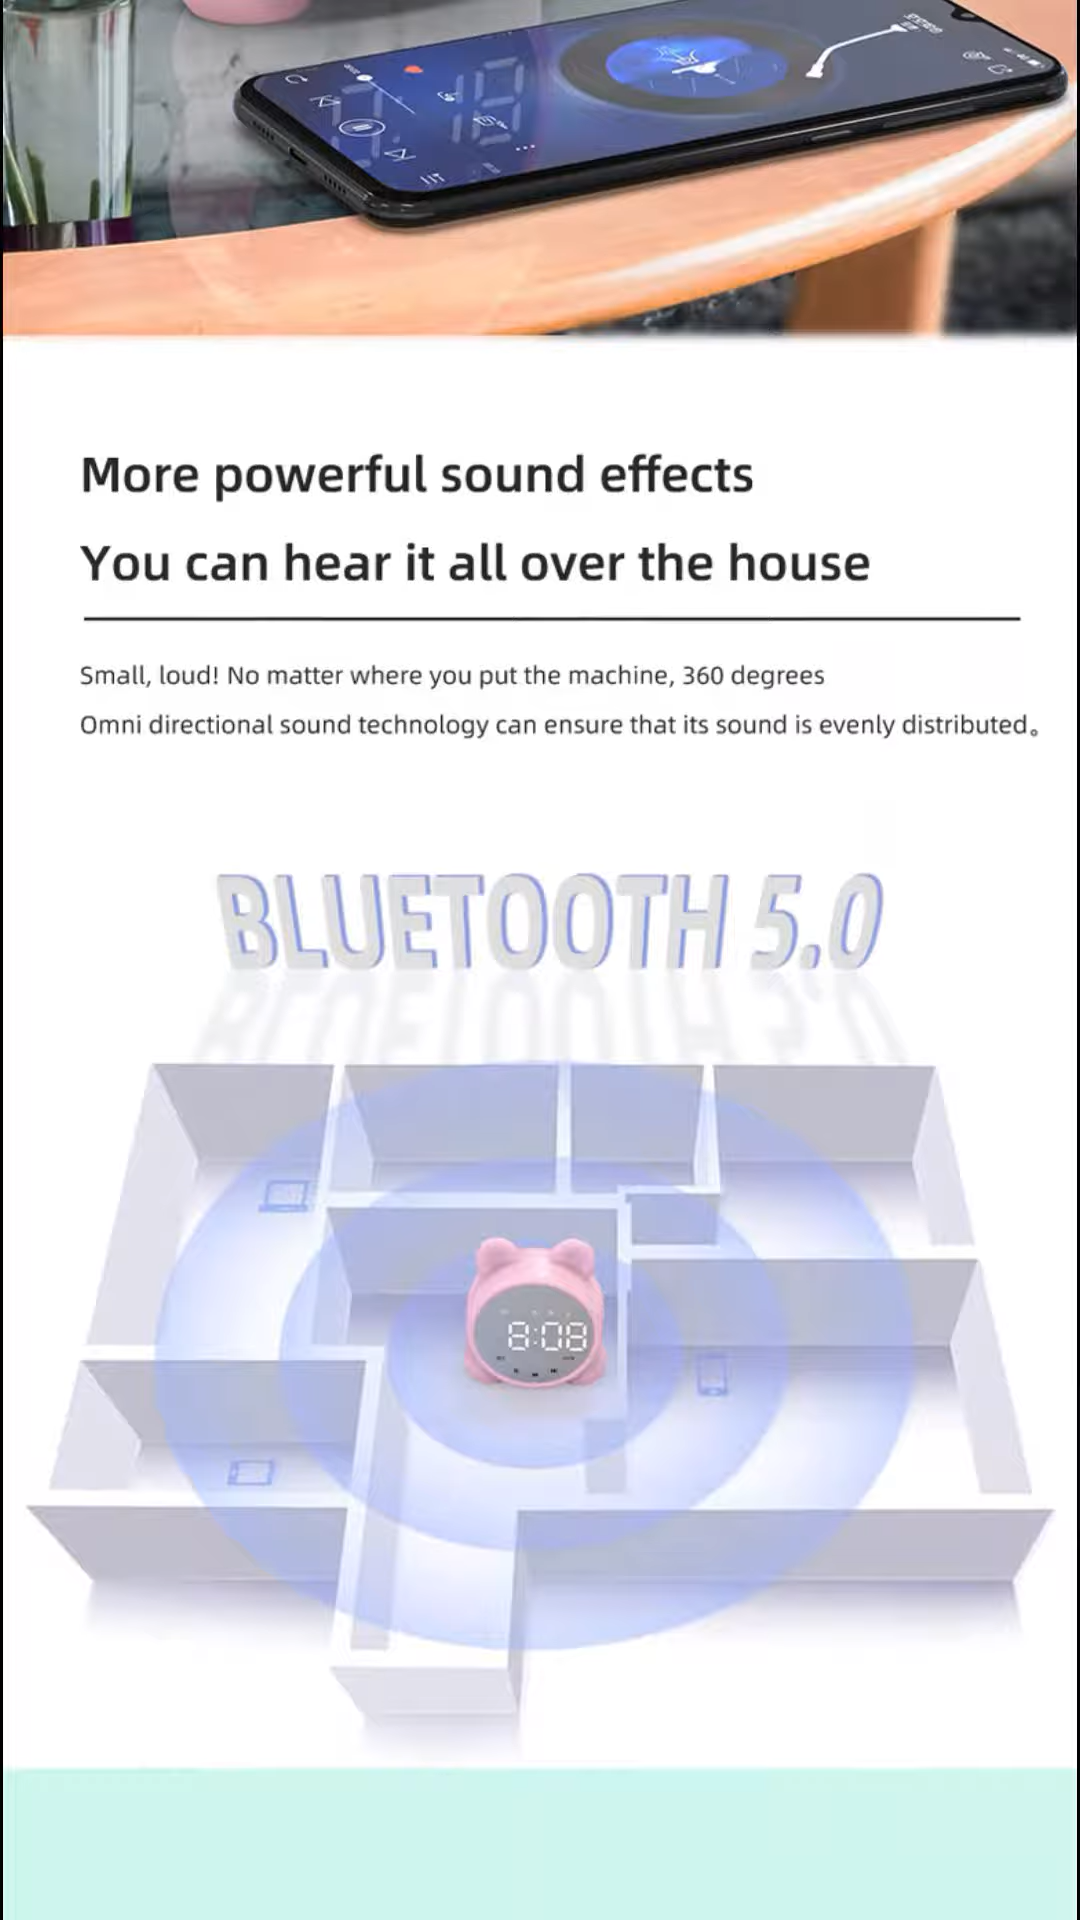 More powerful sound effects
You can hear it all over the house
Small, loud! No matter where you put the machine, 360 degrees
Omni directional sound technology can ensure that its sound is evenly distributed。
BLUETOOTH 5.0
8:08